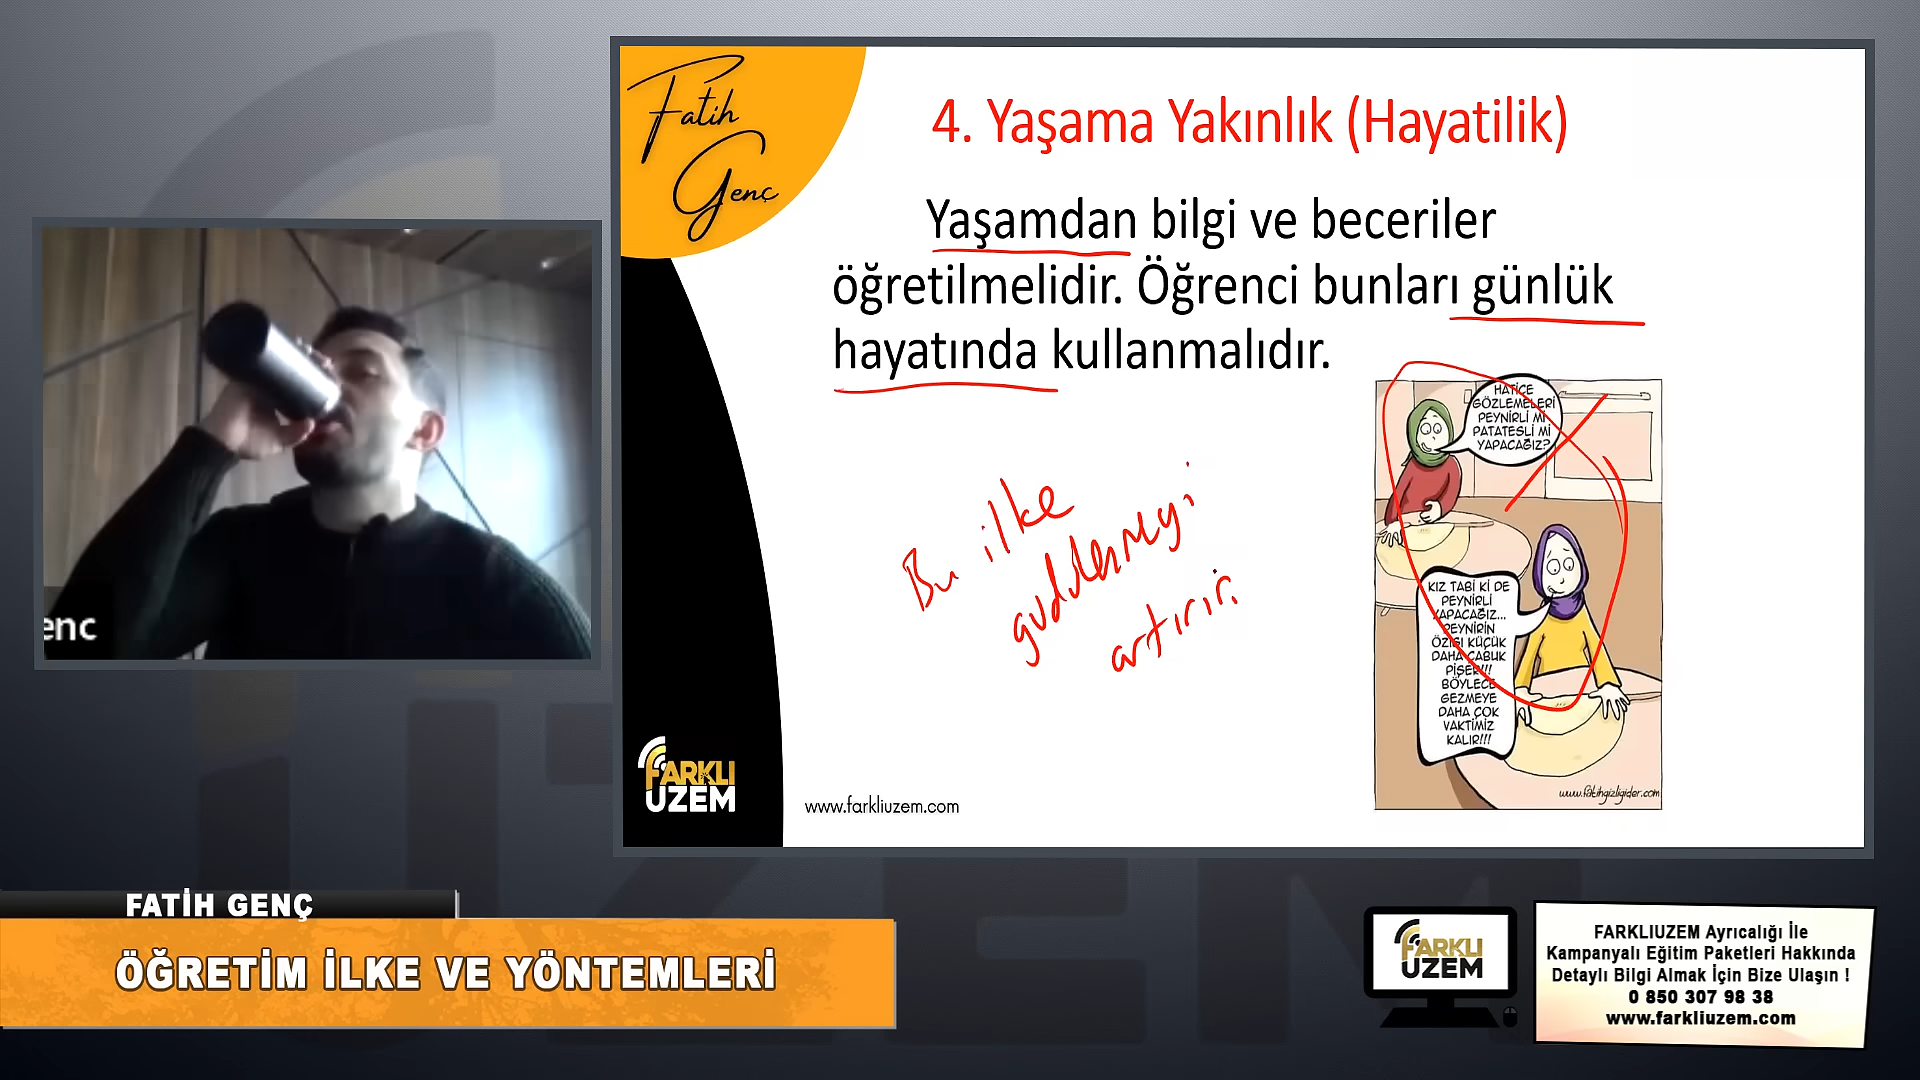 Fatih
Genç
4. Yaşama Yakınlık (Hayatilik)
Yaşamdan bilgi ve beceriler
öğretilmelidir. Öğrenci bunları günlük
hayatında kullanmalıdır.
HATİCE
GÖZLEMELERİ
PEYNİRLİ Mİ
PATATESLİ Mİ
YAPACAĞIZ?
Bu ilke
güdülenmeyi
artırır.
KIZ TABİ Kİ DE
PEYNİRLİ
YAPACAĞIZ...
PEYNİRİN
ÖZISI KÜÇÜK
DAHA ÇABUK
PİŞER!!!
BÖYLECE
GEZMEYE
DAHA ÇOK
VAKTİMİZ
KALIR!!!
www.fatihgizligider.com
enc
FARKLI
UZEM
www.farkliuzem.com
FATİH GENÇ
ÖĞRETİM İLKE VE YÖNTEMLERİ
FARKLI
UZEM
FARKLIUZEM Ayrıcalığı İle
Kampanyalı Eğitim Paketleri Hakkında
Detaylı Bilgi Almak İçin Bize Ulaşın !
0 850 307 98 38
www.farkliuzem.com